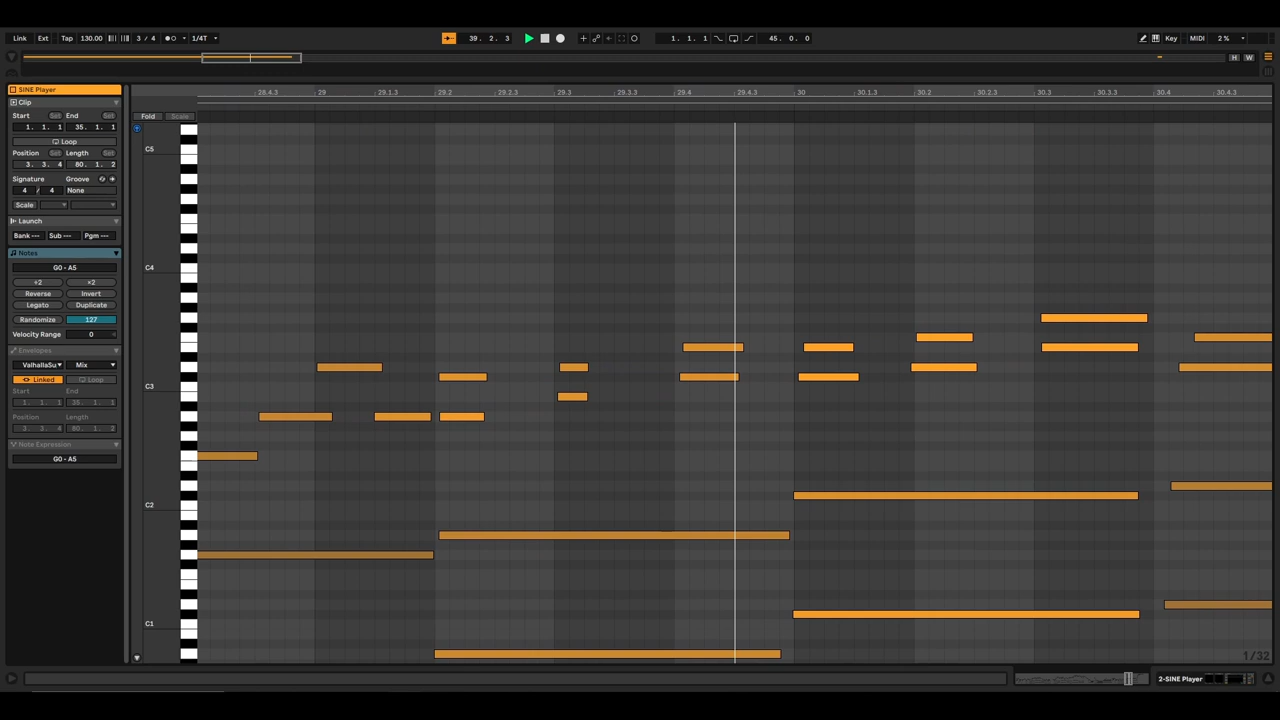 Link Ext Tap 130.00 3 / 4 1/4T 39. 2. 3 1. 1. 1 45. 0. 0 Key MIDI 2 %
H W
SINE Player
28.4.3 29 29.1.3 29.2 29.2.3 29.3 29.3.3 29.4 29.4.3 30 30.1.3 30.2 30.2.3 30.3 30.3.3 30.4 30.4.3
Clip
Start Set End Set
Fold Scale
1. 1. 1 35. 1. 1
Loop
C5
Position Set Length Set
3. 3. 4 80. 1. 2
Signature Groove
4 / 4 None
Scale
Launch
Bank --- Sub --- Pgm ---
Notes
G0 - A5
C4
÷2 ×2
Reverse Invert
Legato Duplicate
Randomize 127
Velocity Range 0
Envelopes
ValhallaSu Mix
Linked Loop
C3
Start End
1. 1. 1 35. 1. 1
Position Length
3. 3. 4 80. 1. 2
Note Expression
G0 - A5
C2
C1
1/32
2-SINE Player